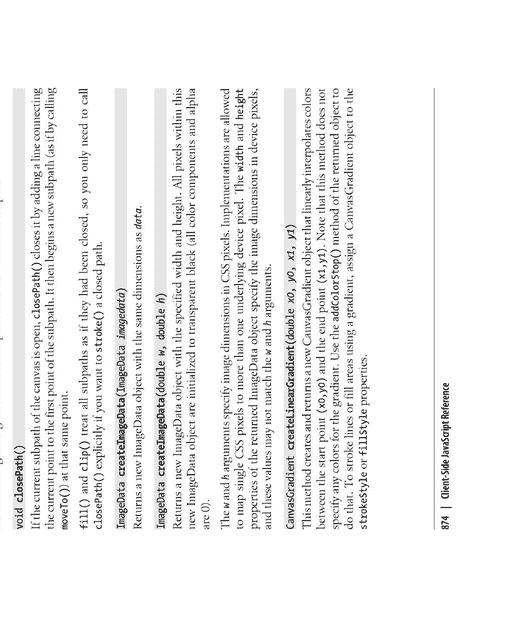 void closePath()
If the current subpath of the canvas is open, closePath() closes it by adding a line connecting
the current point to the first point of the subpath. It then begins a new subpath (as if by calling
moveTo()) at that same point.
fill() and clip() treat all subpaths as if they had been closed, so you only need to call
closePath() explicitly if you want to stroke() a closed path.
ImageData createImageData(ImageData imagedata)
Returns a new ImageData object with the same dimensions as data.
ImageData createImageData(double w, double h)
Returns a new ImageData object with the specified width and height. All pixels within this
new ImageData object are initialized to transparent black (all color components and alpha
are 0).
The w and h arguments specify image dimensions in CSS pixels. Implementations are allowed
to map single CSS pixels to more than one underlying device pixel. The width and height
properties of the returned ImageData object specify the image dimensions in device pixels,
and these values may not match the w and h arguments.
CanvasGradient createLinearGradient(double x0, double y0, x1, y1)
This method creates and returns a new CanvasGradient object that linearly interpolates colors
between the start point (x0,y0) and the end point (x1,y1). Note that this method does not
specify any colors for the gradient. Use the addColorStop() method of the returned object to
do that. To stroke lines or fill areas using a gradient, assign a CanvasGradient object to the
strokeStyle or fillStyle properties.
874 | Client-Side JavaScript Reference